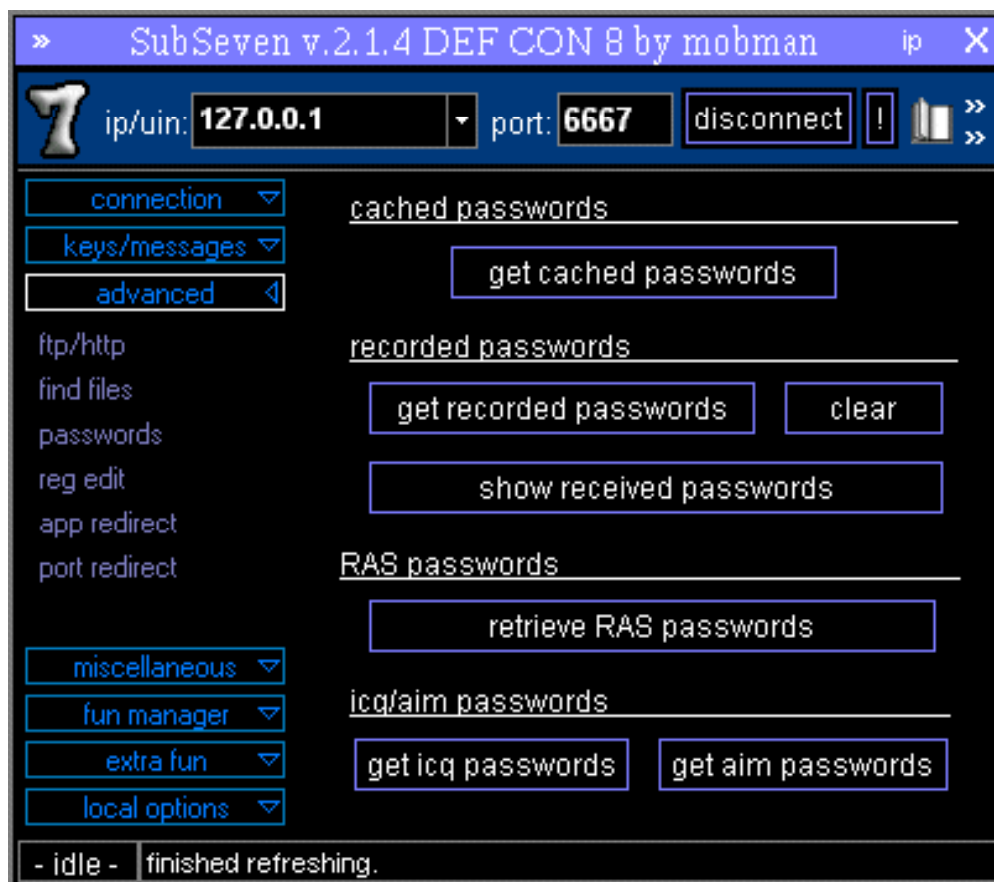 » SubSeven v.2.1.4 DEF CON 8 by mobman ip X
7 ip/uin: 127.0.0.1 port: 6667 disconnect ! »
»
connection
keys/messages
advanced
ftp/http
find files
passwords
reg edit
app redirect
port redirect
miscellaneous
fun manager
extra fun
local options
cached passwords
get cached passwords
recorded passwords
get recorded passwords clear
show received passwords
RAS passwords
retrieve RAS passwords
icq/aim passwords
get icq passwords get aim passwords
- idle - finished refreshing.